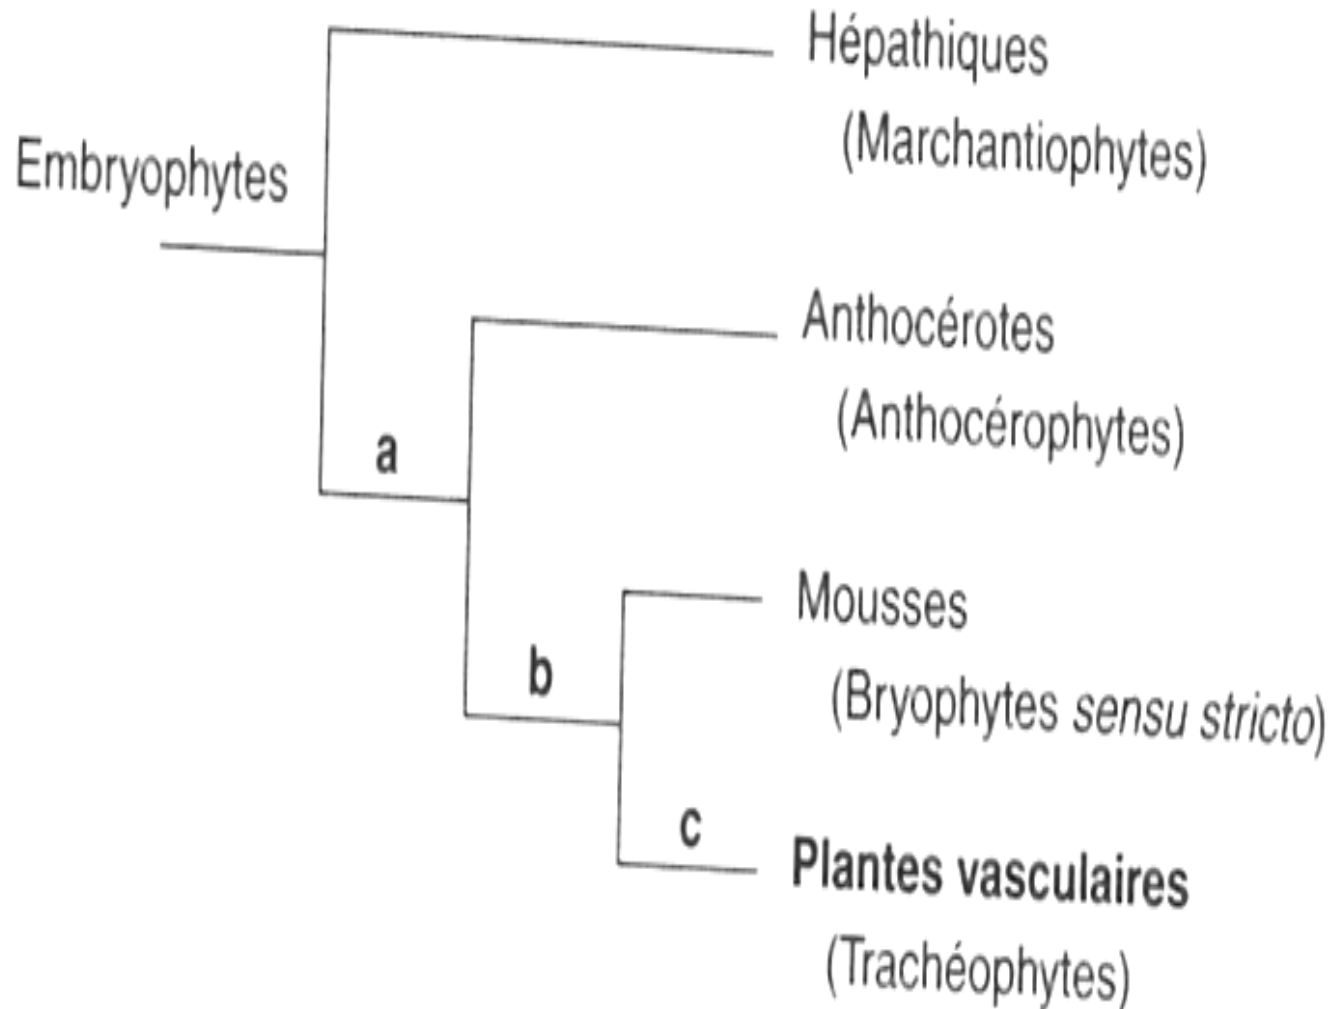 Hépathiques
(Marchantiophytes)
Embryophytes
Anthocérotes
(Anthocérophytes)
a
Mousses
(Bryophytes sensu stricto)
b
c
Plantes vasculaires
(Trachéophytes)